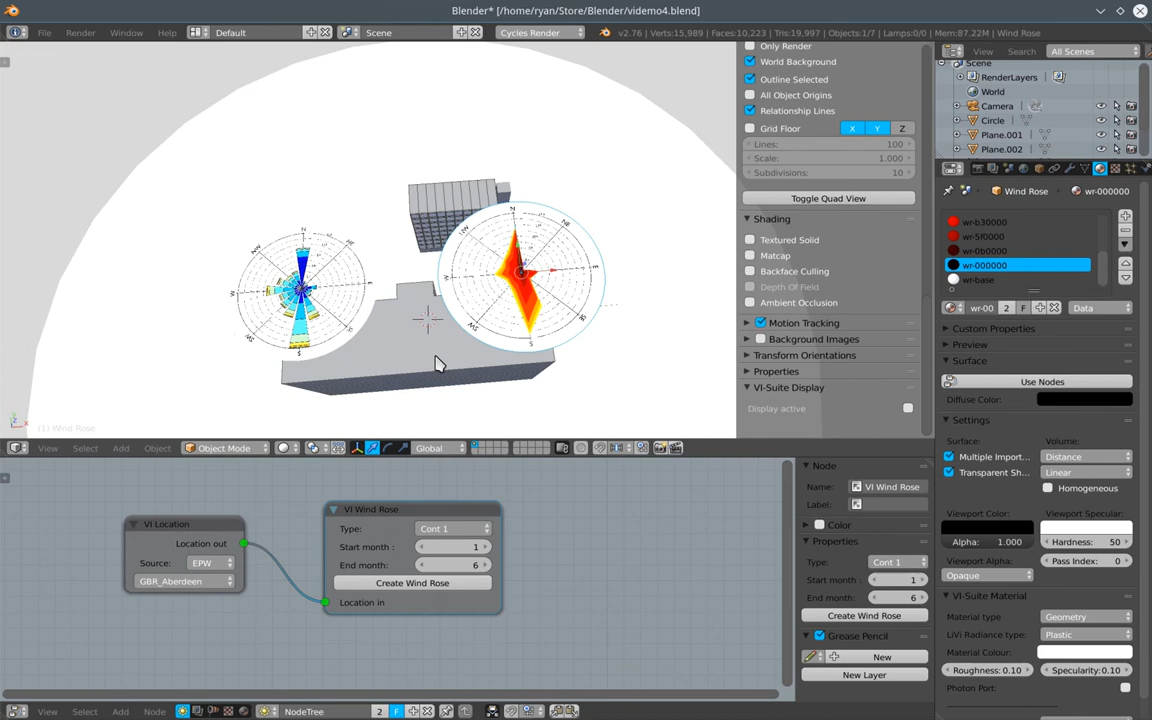 Blender* [/home/ryan/Store/Blender/videmo4.blend]
File Render Window Help Default Scene Cycles Render v2.76 | Verts:15,989 | Faces:10,223 | Tris:19,997 | Objects:1/7 | Lamps:0/0 | Mem:87.22M | Wind Rose
View Search All Scenes
Only Render
World Background
Outline Selected
All Object Origins
Relationship Lines
Grid Floor X Y Z
Lines: 100
Scale: 1.000
Subdivisions: 10
Toggle Quad View
Shading
Textured Solid
Matcap
Backface Culling
Depth Of Field
Ambient Occlusion
Motion Tracking
Background Images
Transform Orientations
Properties
VI-Suite Display
Display active
Scene
RenderLayers
World
Camera
Circle
Plane.001
Plane.002
Wind Rose wr-000000
wr-b30000
wr-5f0000
wr-0b0000
wr-000000
wr-base
wr-00 2 F Data
Custom Properties
Preview
Surface
Use Nodes
Diffuse Color:
Settings
Surface: Volume:
Multiple Import... Distance
Transparent Sh... Linear
Homogeneous
Viewport Color: Viewport Specular:
Alpha: 1.000 Hardness: 50
Viewport Alpha: Pass Index: 0
Opaque
VI-Suite Material
Material type: Geometry
LiVi Radiance type: Plastic
Material Colour:
Roughness:0.10 Specularity:0.10
Photon Port:
N NE E SE S SW W NW
N NE E SE S SW W NW
(1) Wind Rose
View Select Add Object Object Mode Global
VI Location
Location out
Source: EPW
GBR_Aberdeen
VI Wind Rose
Type: Cont 1
Start month : 1
End month: 6
Create Wind Rose
Location in
Node
Name: VI Wind Rose
Label:
Color
Properties
Type: Cont 1
Start month: 1
End month: 6
Create Wind Rose
Grease Pencil
New
New Layer
View Select Add Node NodeTree 2 F